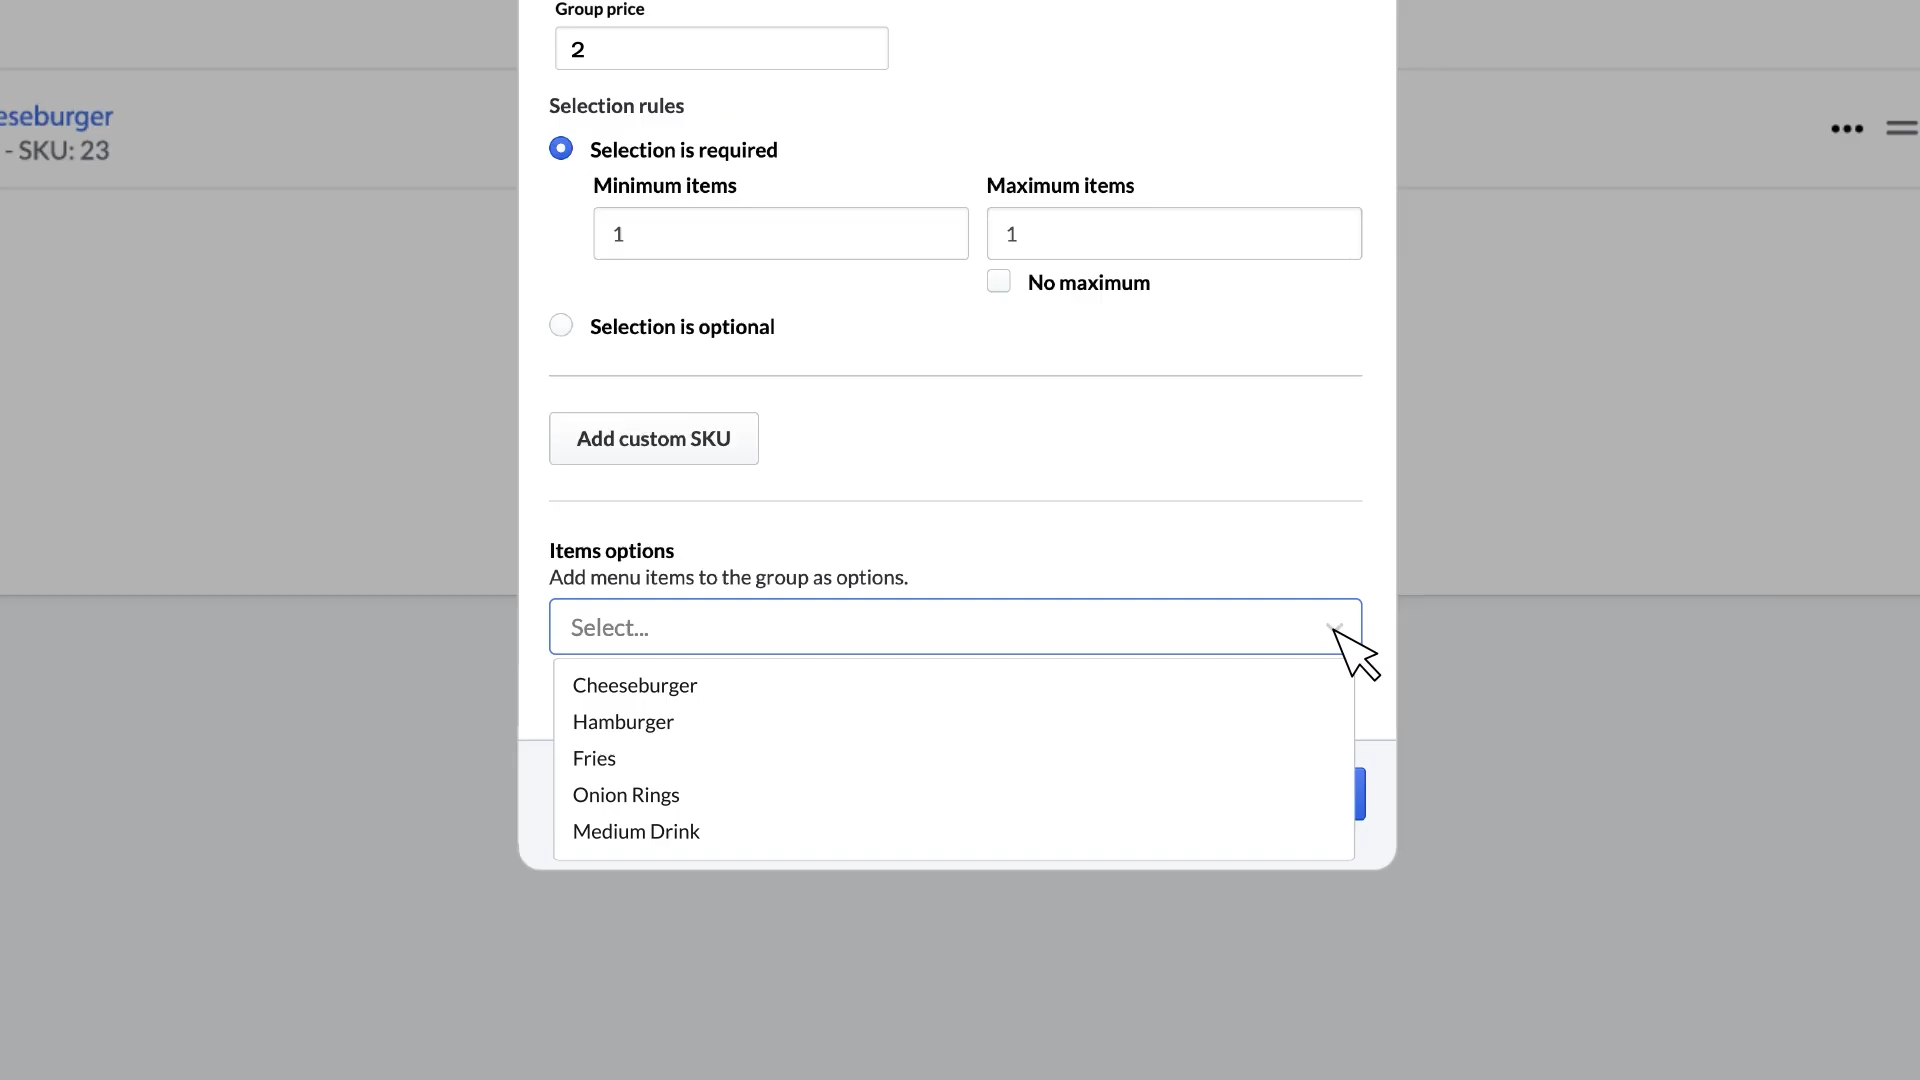 Group price
2
eseburger
- SKU: 23
Selection rules
Selection is required
Minimum items Maximum items
1 1
No maximum
Selection is optional
Add custom SKU
Items options
Add menu items to the group as options.
Select...
Cheeseburger
Hamburger
Fries
Onion Rings
Medium Drink